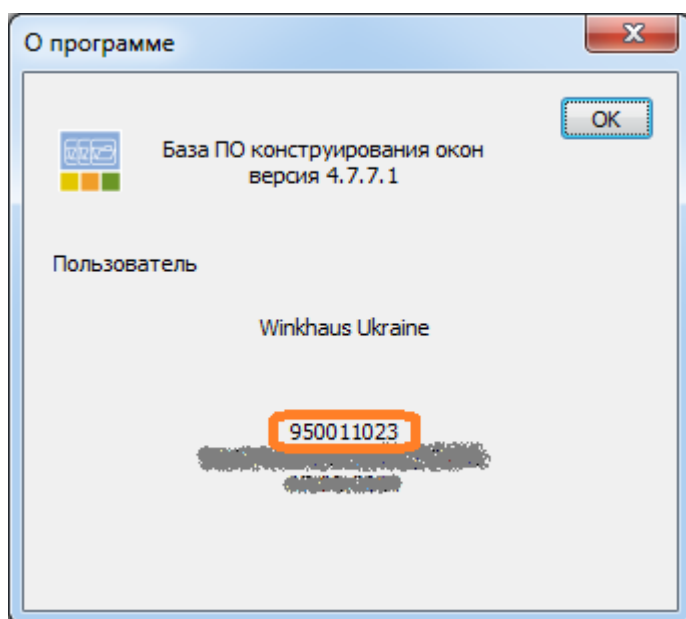 О программе
OK
База ПО конструирования окон
версия 4.7.7.1
Пользователь
Winkhaus Ukraine
950011023